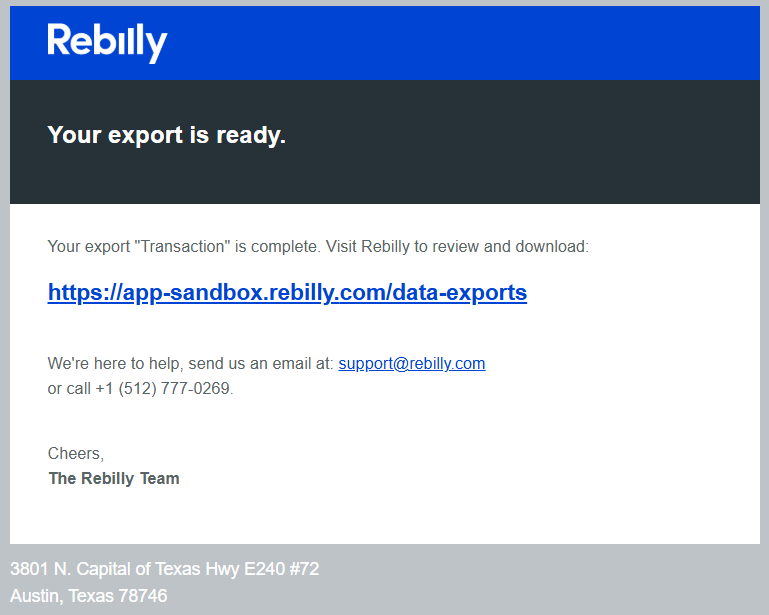 Rebilly
Your export is ready.
Your export "Transaction" is complete. Visit Rebilly to review and download:
https://app-sandbox.rebilly.com/data-exports
We're here to help, send us an email at: support@rebilly.com
or call +1 (512) 777-0269.
Cheers,
The Rebilly Team
3801 N. Capital of Texas Hwy E240 #72
Austin, Texas 78746